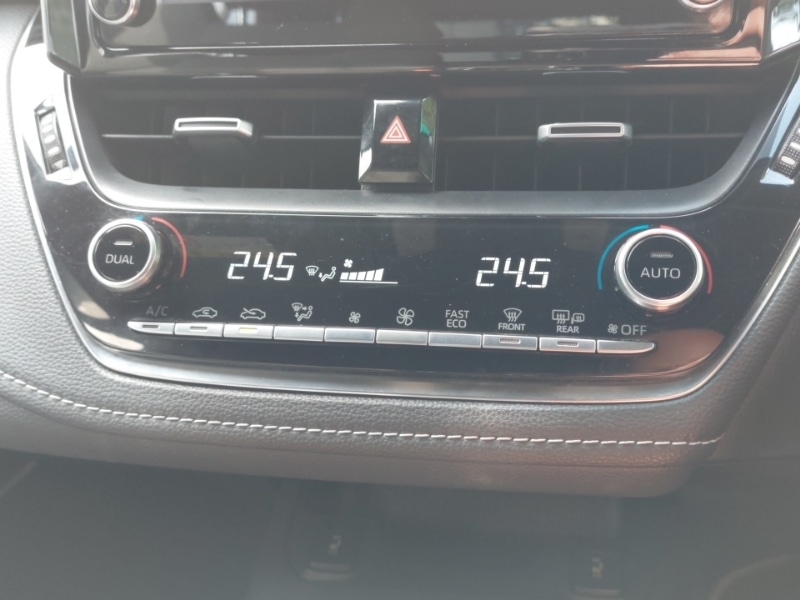 DUAL
24.5
24.5
AUTO
A/C
FAST
ECO
FRONT
REAR
OFF